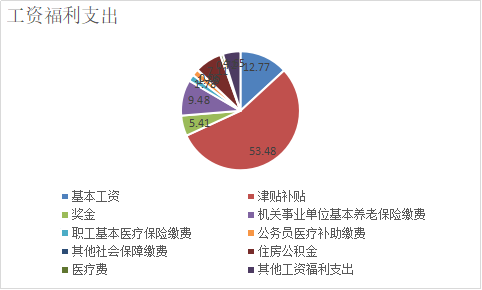 工资福利支出
12.77
53.48
5.41
9.48
基本工资
津贴补贴
奖金
机关事业单位基本养老保险缴费
职工基本医疗保险缴费
公务员医疗补助缴费
其他社会保障缴费
住房公积金
医疗费
其他工资福利支出